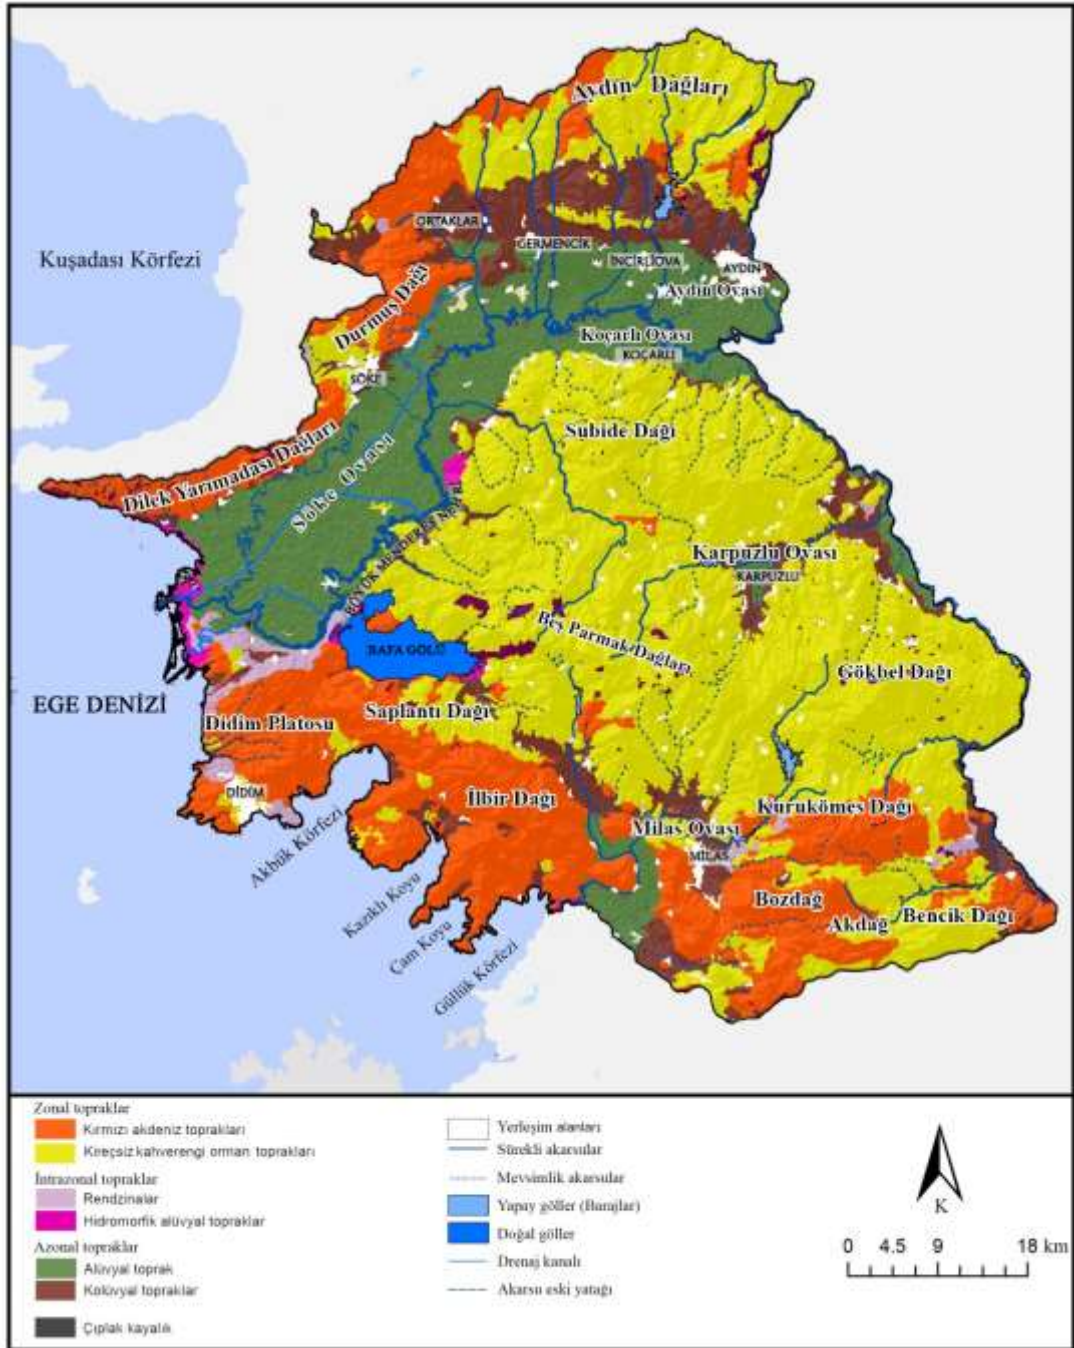 Aydın Dağları
Kuşadası Körfezi
ORTAKLAR
GERMENCİK
İNCİRLİOVA
AYDIN
Aydın Ovası
Durmuş Dağı
Koçarlı Ovası
KOÇARLI
SÖKE
Subide Dağı
Dilek Yarımadası Dağları
Söke Ovası
BÜYÜK MENDERES NEHRİ
Karpuzlu Ovası
KARPUZLU
Beş Parmak Dağları
BAFA GÖLÜ
Gökbel Dağı
EGE DENİZİ
Didim Platosu
Saplantı Dağı
DİDİM
İlbir Dağı
Kurukömes Dağı
Akbük Körfezi
Milas Ovası
MİLAS
Kazıklı Koyu
Bozdağ
Akdağ
Bencik Dağı
Çam Koyu
Güllük Körfezi
Zonal topraklar
Kırmızı akdeniz toprakları
Kireçsiz kahverengi orman toprakları
İntrazonal topraklar
Rendzinalar
Hidromorfik alüvyal topraklar
Azonal topraklar
Alüvyal toprak
Kolüvyal topraklar
Çıplak kayalık
Yerleşim alanları
Sürekli akarsular
Mevsimlik akarsular
Yapay göller (Barajlar)
Doğal göller
Drenaj kanalı
Akarsu eski yatağı
K
0 4.5 9 18 km